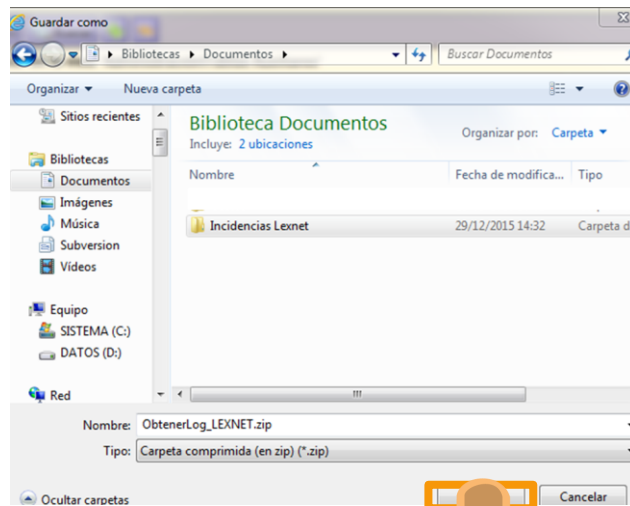 Guardar como
Bibliotecas Documentos
Buscar Documentos
Organizar Nueva carpeta
Sitios recientes
Bibliotecas
Documentos
Imágenes
Música
Subversion
Vídeos
Equipo
SISTEMA (C:)
DATOS (D:)
Red
Biblioteca Documentos
Incluye: 2 ubicaciones
Organizar por: Carpeta
Nombre Fecha de modifica... Tipo
Incidencias Lexnet 29/12/2015 14:32 Carpeta d
Nombre: ObtenerLog_LEXNET.zip
Tipo: Carpeta comprimida (en zip) (*.zip)
Ocultar carpetas
Cancelar